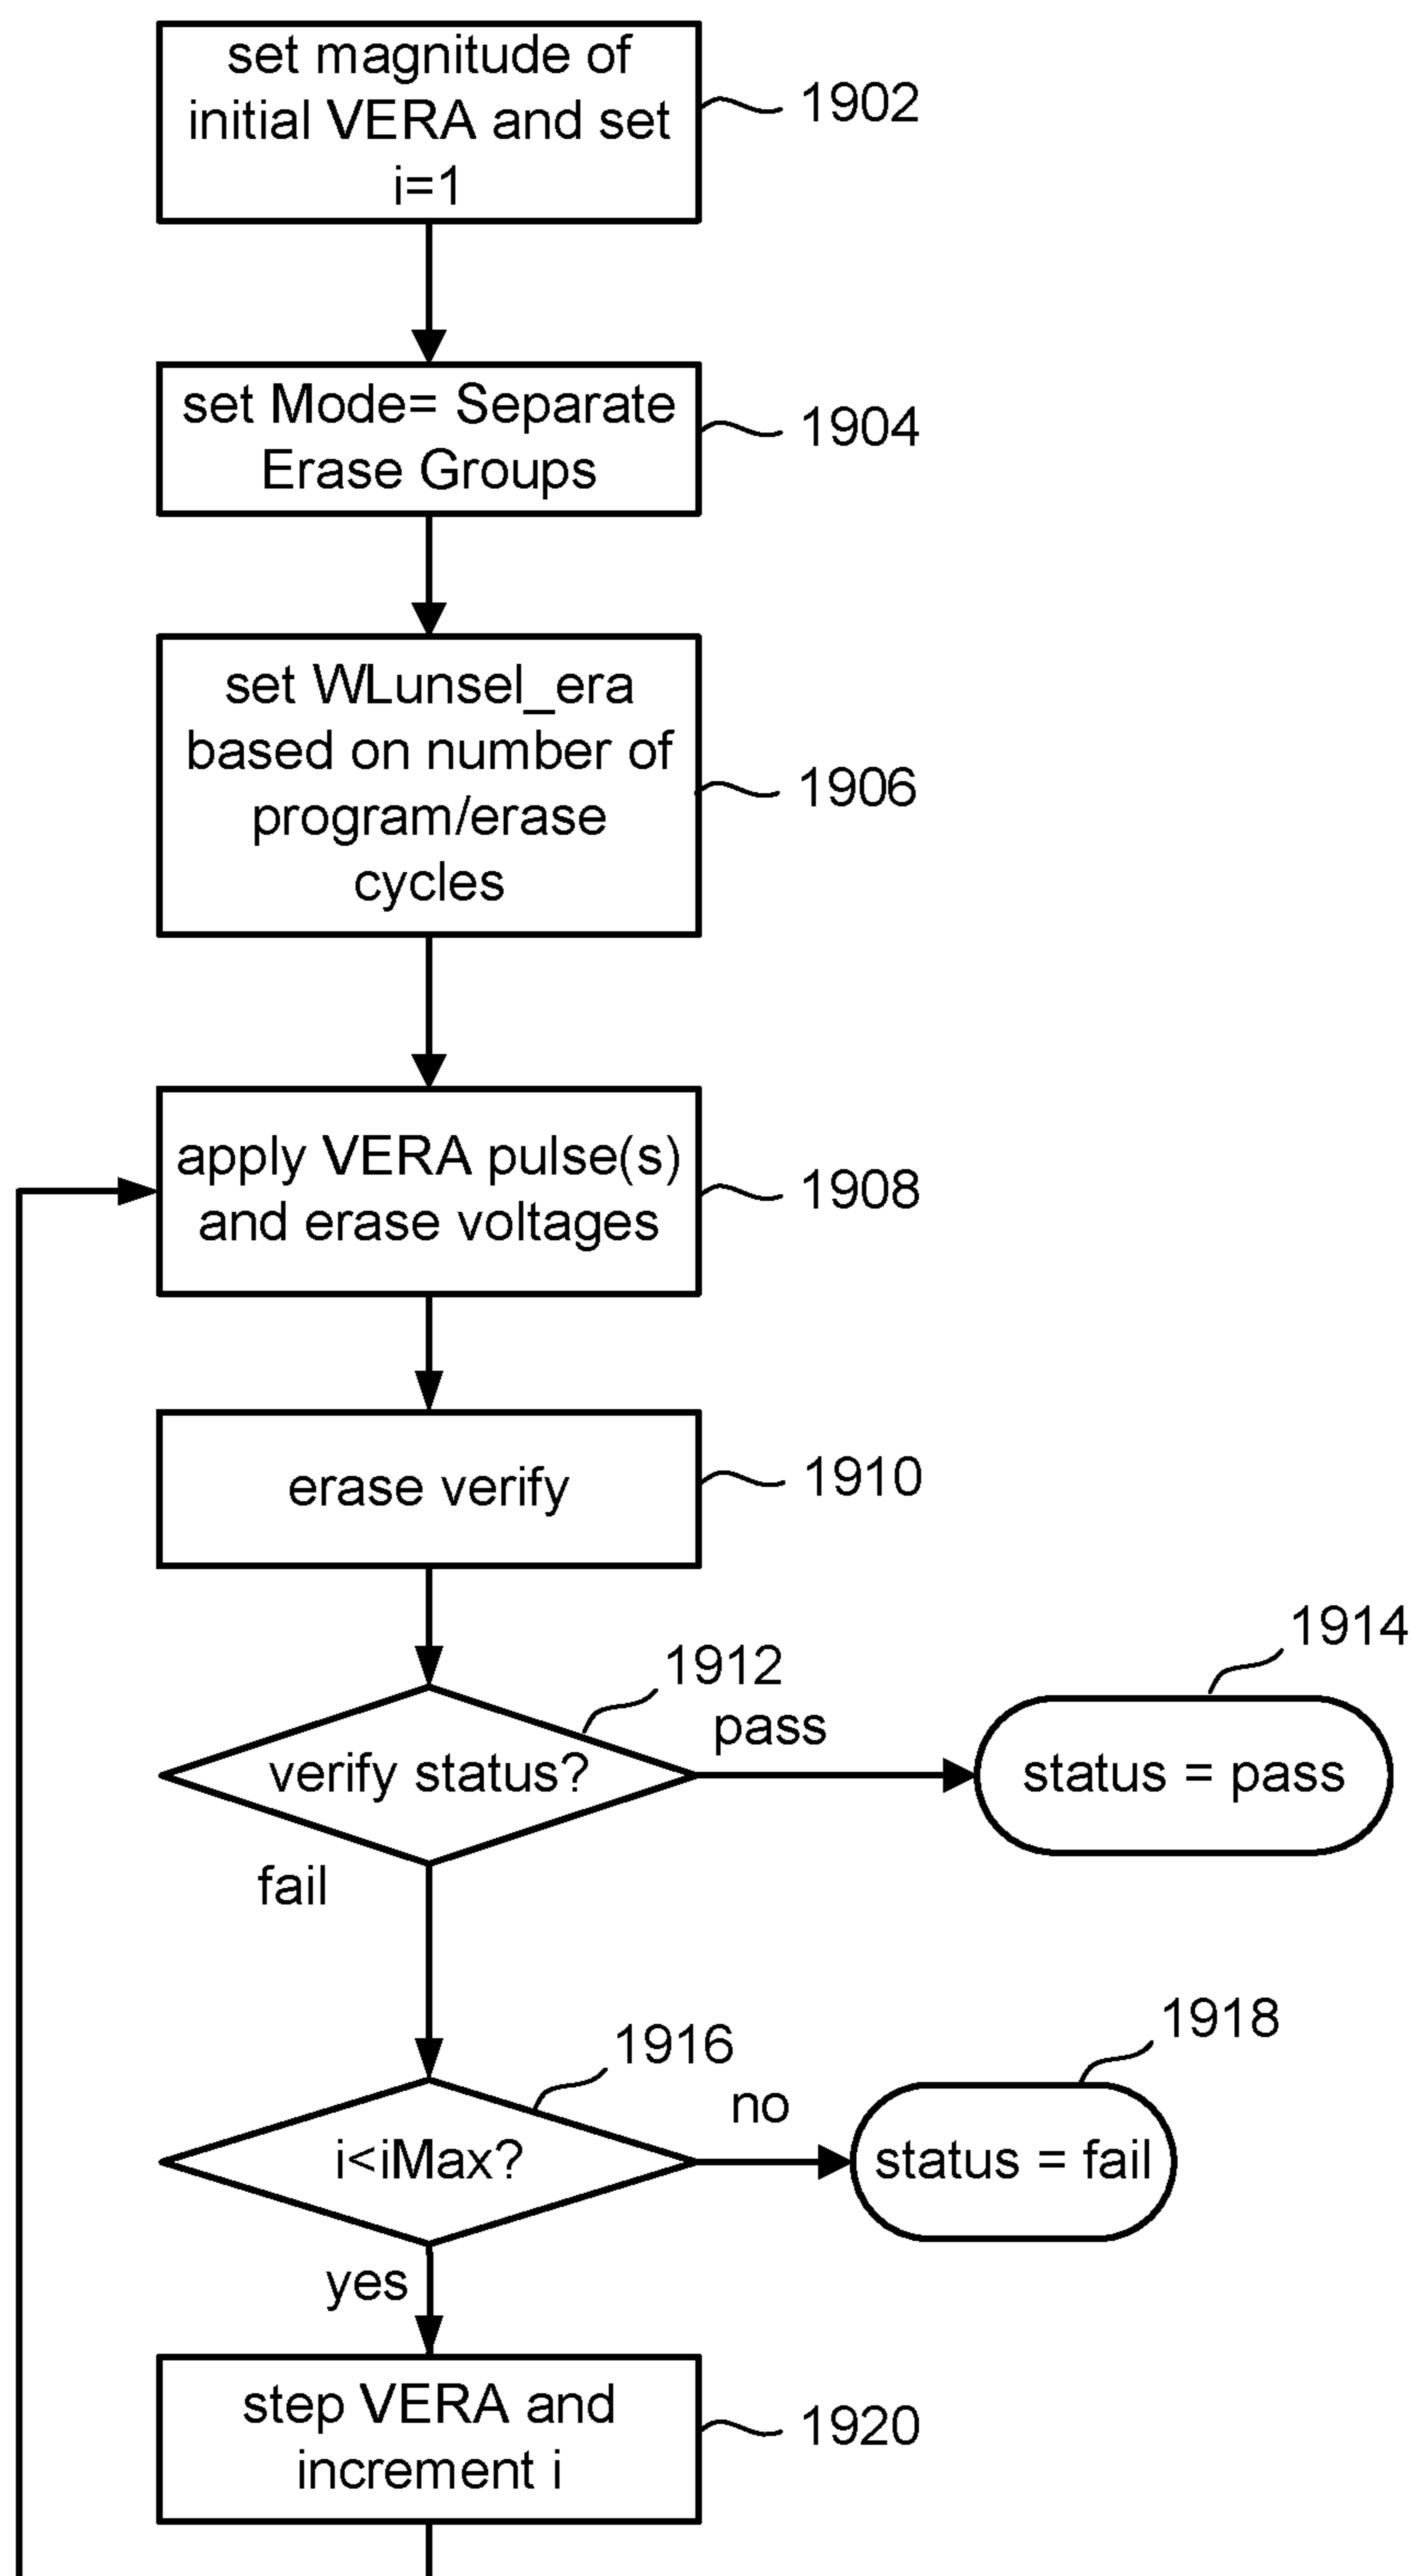 set magnitude of
initial VERA and set
i=1
1902
set Mode= Separate
Erase Groups
1904
set WLunsel_era
based on number of
program/erase
cycles
1906
apply VERA pulse(s)
and erase voltages
1908
erase verify
1910
1912
verify status?
pass
1914
status = pass
fail
1916
i<iMax?
no
1918
status = fail
yes
step VERA and
increment i
1920